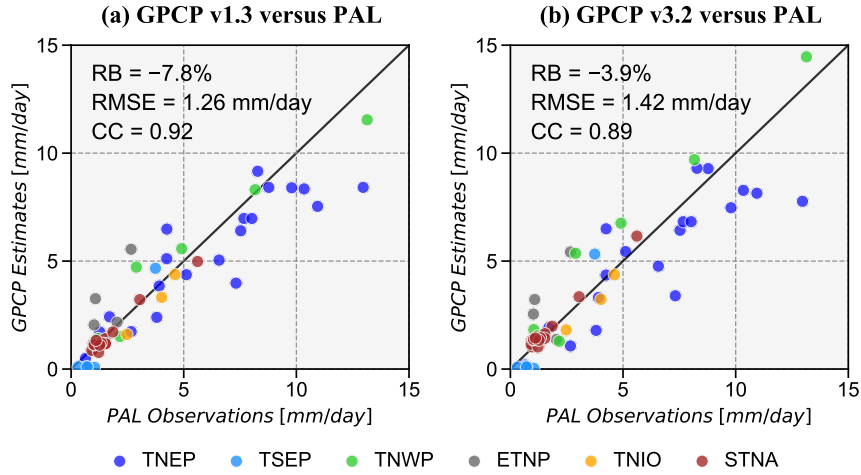 (a) GPCP v1.3 versus PAL
(b) GPCP v3.2 versus PAL
15
10
5
0
0
5
10
15
GPCP Estimates [mm/day]
PAL Observations [mm/day]
RB = −7.8%
RMSE = 1.26 mm/day
CC = 0.92
15
10
5
0
0
5
10
15
GPCP Estimates [mm/day]
PAL Observations [mm/day]
RB = −3.9%
RMSE = 1.42 mm/day
CC = 0.89
TNEP TSEP TNWP ETNP TNIO STNA